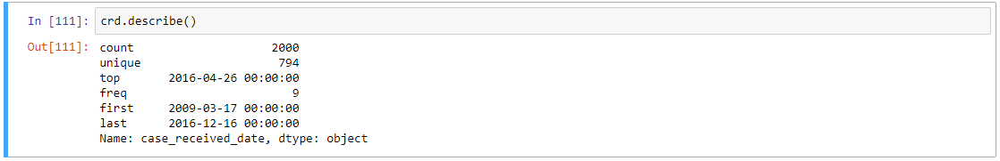 In [111]: crd.describe()
Out[111]: count                    2000
unique                    794
top       2016-04-26 00:00:00
freq                        9
first     2009-03-17 00:00:00
last      2016-12-16 00:00:00
Name: case_received_date, dtype: object